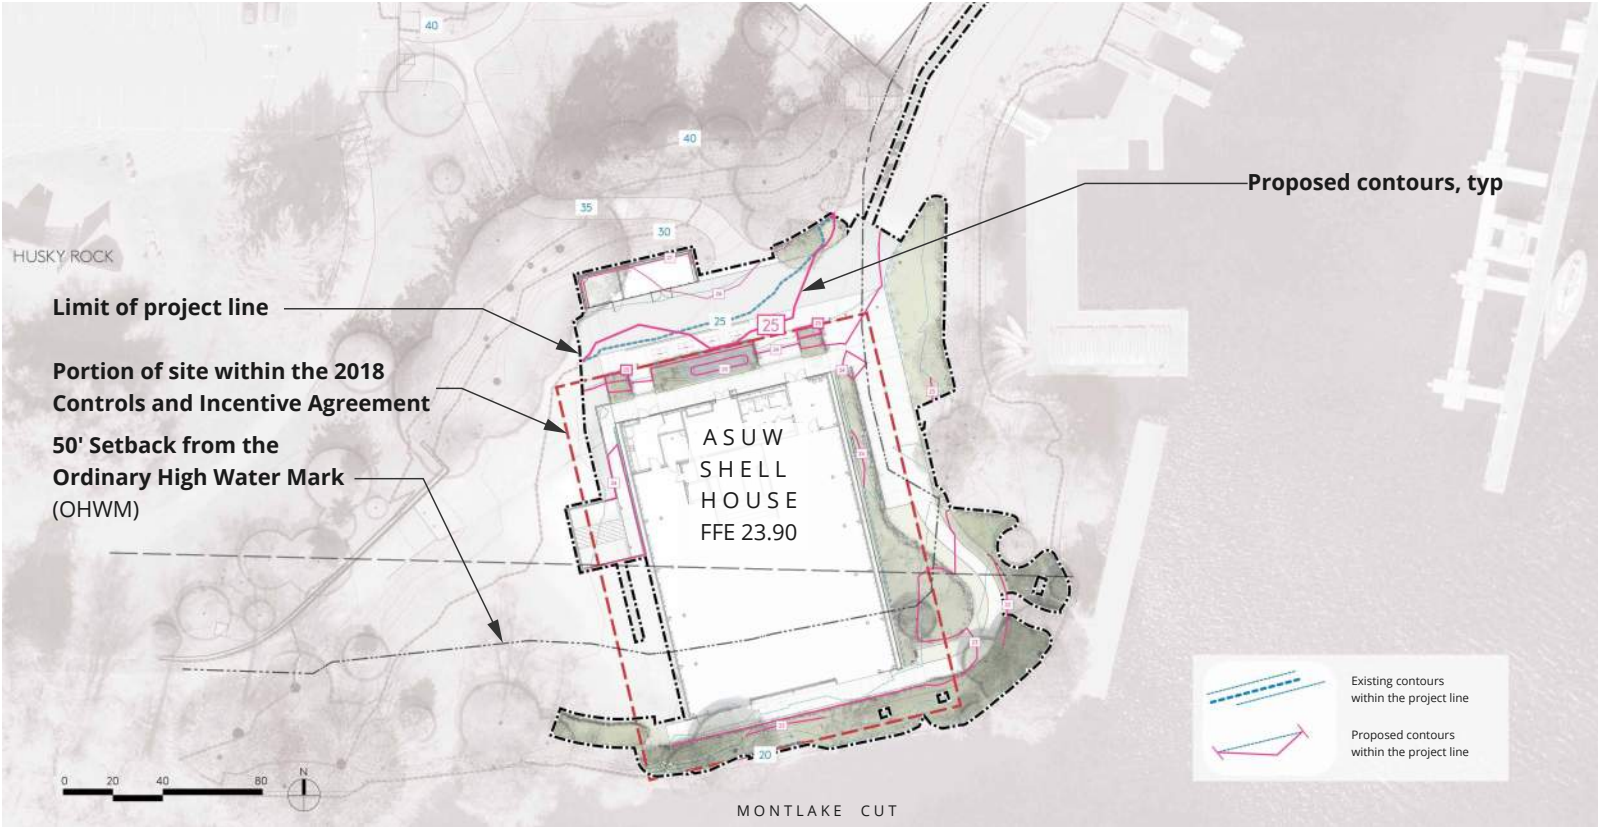 40
40
Proposed contours, typ
35
30
HUSKY ROCK
Limit of project line
25
25
Portion of site within the 2018
Controls and Incentive Agreement
50' Setback from the
Ordinary High Water Mark
(OHWM)
ASUW
SHELL
HOUSE
FFE 23.90
Existing contours
within the project line
Proposed contours
within the project line
20
0 20 40 80
N
MONTLAKE CUT